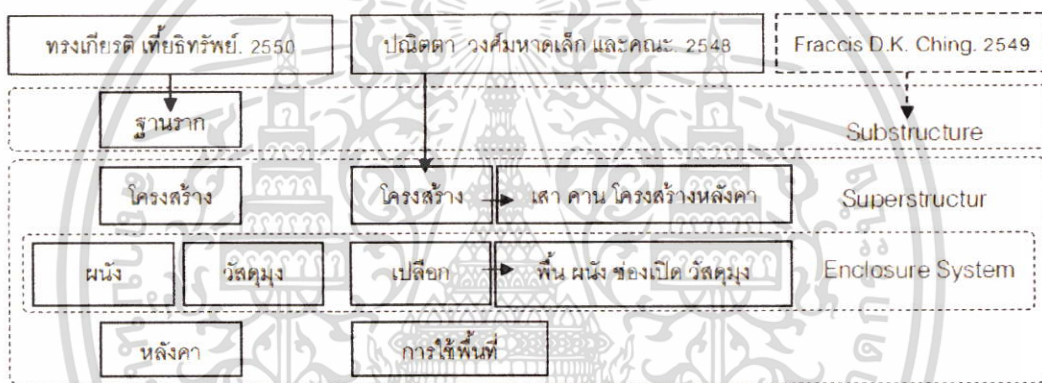 ทรงเกียรติ เที้ยธิทรัพย์. 2550
ปณิตตา วงศ์มหาดเล็ก และคณะ. 2548
Fraccis D.K. Ching. 2549
ฐานราก
Substructure
โครงสร้าง
โครงสร้าง
เสา คาน โครงสร้างหลังคา
Superstructur
ผนัง
วัสดุมุง
เปลือก
พื้น ผนัง ช่องเปิด วัสดุมุง
Enclosure System
หลังคา
การใช้พื้นที่